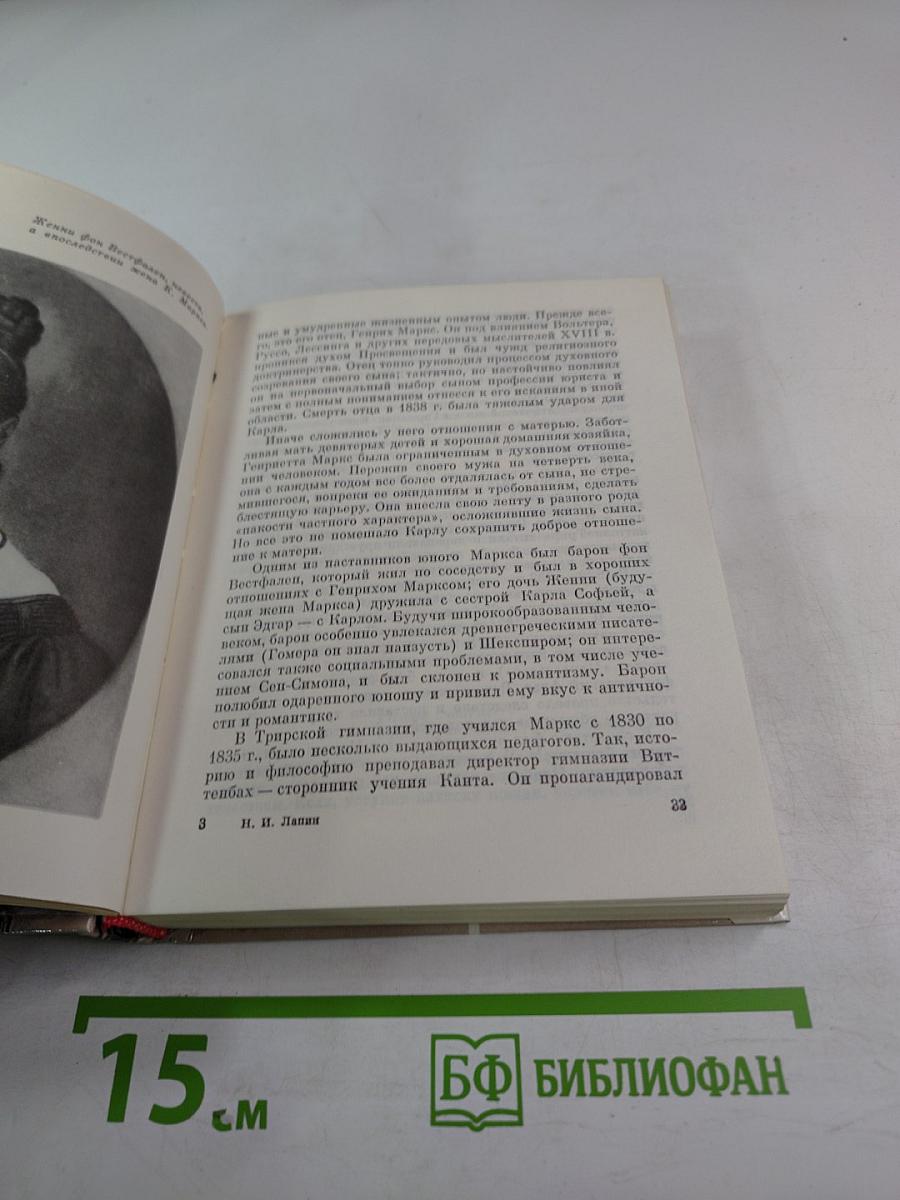 Женни фон Вестфален, невеста,
а впоследствии жена К. Маркса
ные и умудренные жизненным опытом люди. Прежде все-
го, это его отец, Генрих Маркс. Он под влиянием Вольтера,
Руссо, Лессинга и других передовых мыслителей XVIII в.
проникся духом Просвещения и был чужд религиозного
доктринерства. Отец тонко руководил процессом духовного
созревания своего сына; тактично, но настойчиво повлиял
он на первоначальный выбор сыном профессии юриста и
затем с полным пониманием отнесся к его исканиям в иной
области. Смерть отца в 1838 г. была тяжелым ударом для
Карла.
Иначе сложились у него отношения с матерью. Забот-
ливая мать девятерых детей и хорошая домашняя хозяйка,
Генриетта Маркс была ограниченным в духовном отноше-
нии человеком. Пережив своего мужа на четверть века,
она с каждым годом все более отдалялась от сына, не стре-
мившегося, вопреки ее ожиданиям и требованиям, сделать
блестящую карьеру. Она внесла свою лепту в разного рода
«пакости частного характера», осложнявшие жизнь сына.
Но все это не помешало Карлу сохранить доброе отноше-
ние к матери.
Одним из наставников юного Маркса был барон фон
Вестфален, который жил по соседству и был в хороших
отношениях с Генрихом Марксом; его дочь Женни (буду-
щая жена Маркса) дружила с сестрой Карла Софьей, а
сын Эдгар — с Карлом. Будучи широкообразованным чело-
веком, барон особенно увлекался древнегреческими писате-
лями (Гомера он знал наизусть) и Шекспиром; он интере-
совался также социальными проблемами, в том числе уче-
нием Сен-Симона, и был склонен к романтизму. Барон
полюбил одаренного юношу и привил ему вкус к античнo-
сти и романтике.
В Трирской гимназии, где учился Маркс с 1830 по
1835 г., было несколько выдающихся педагогов. Так, исто-
рию и философию преподавал директор гимназии Вит-
тенбах — сторонник учения Канта. Он пропагандировал
3 Н. И. Лапин
33
15 см
БФ БИБЛИОФАН